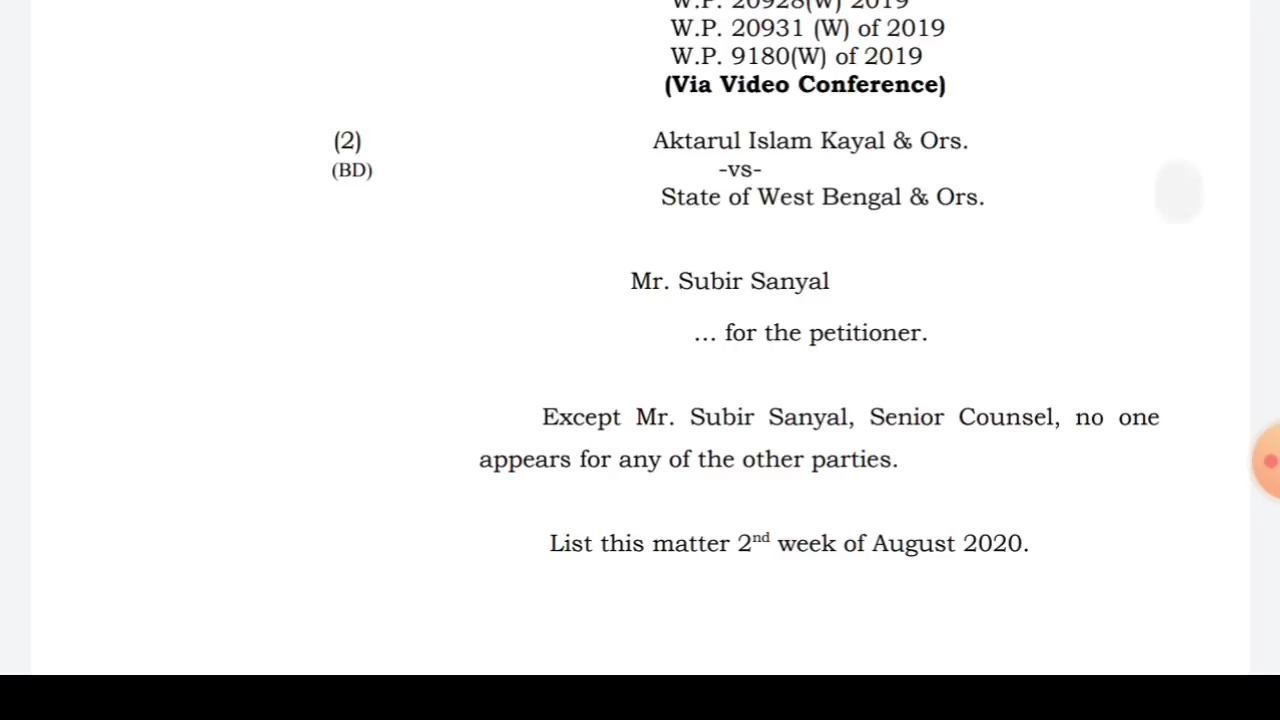 W.P. 20928(W) 2019
W.P. 20931 (W) of 2019
W.P. 9180(W) of 2019
(Via Video Conference)
(2) Aktarul Islam Kayal & Ors.
(BD) -vs-
State of West Bengal & Ors.
Mr. Subir Sanyal
... for the petitioner.
Except Mr. Subir Sanyal, Senior Counsel, no one
appears for any of the other parties.
List this matter 2nd week of August 2020.